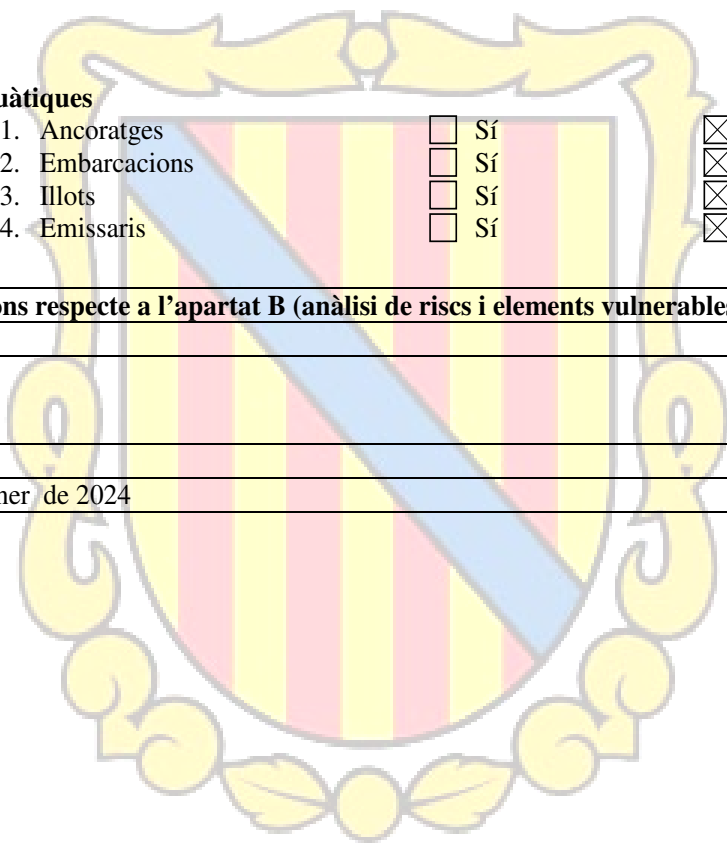 uàtiques
1. Ancoratges ☐ Sí ☒
2. Embarcacions ☐ Sí ☒
3. Illots ☐ Sí ☒
4. Emissaris ☐ Sí ☒
ons respecte a l’apartat B (anàlisi de riscs i elements vulnerables
ner de 2024